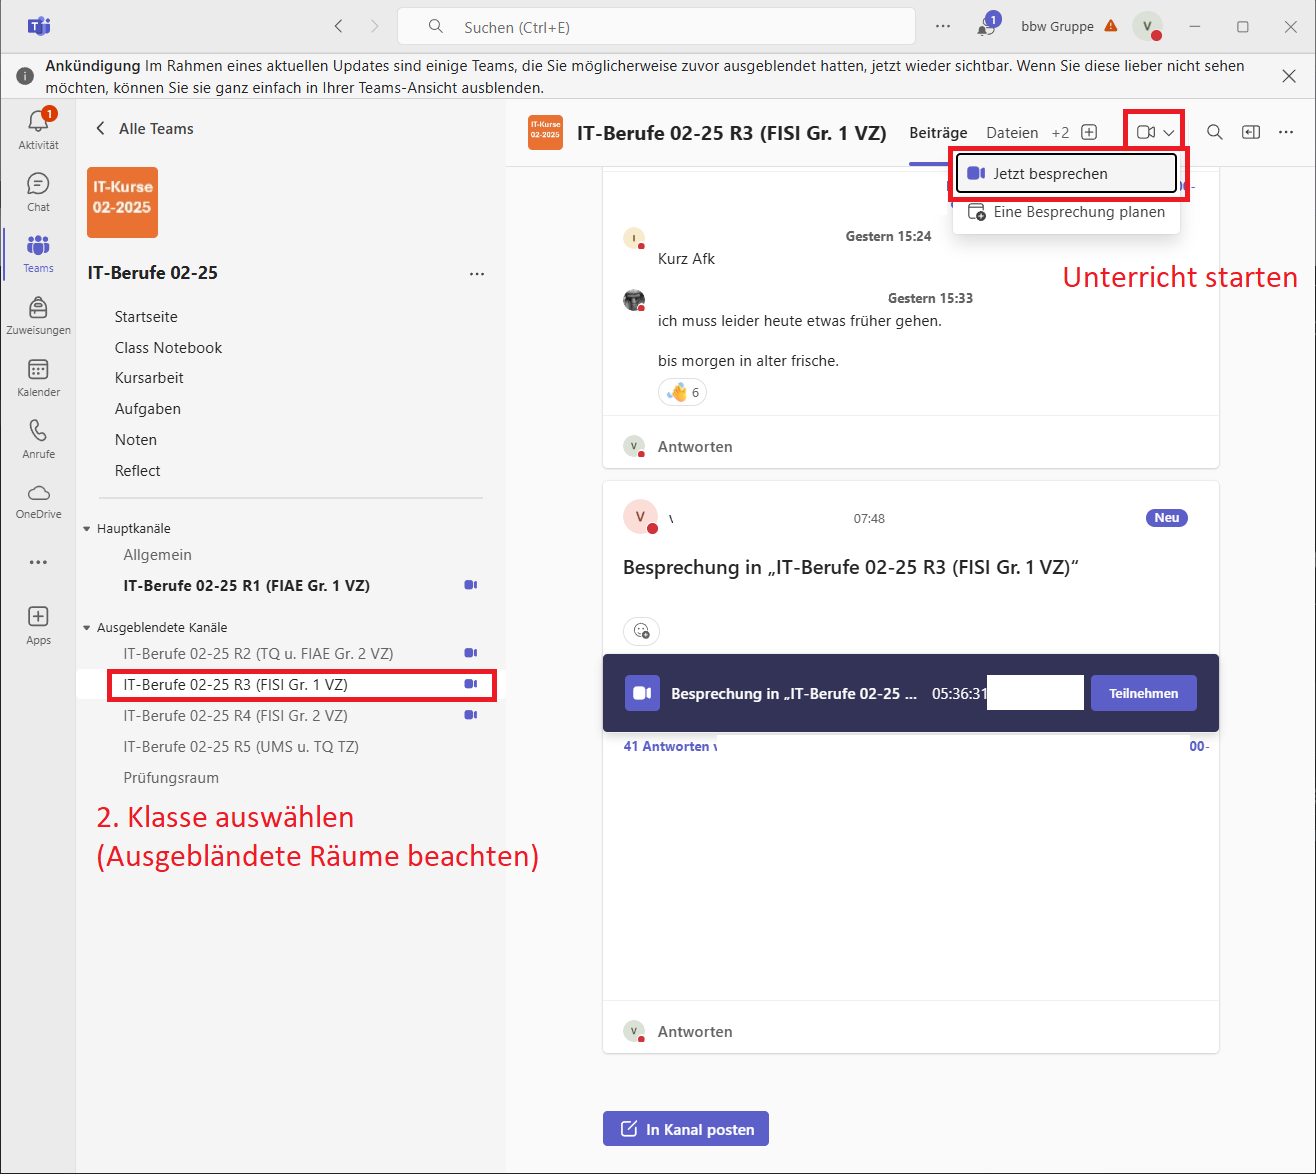 Suchen (Ctrl+E)
1
bbw Gruppe
V
Ankündigung Im Rahmen eines aktuellen Updates sind einige Teams, die Sie möglicherweise zuvor ausgeblendet hatten, jetzt wieder sichtbar. Wenn Sie diese lieber nicht sehen
möchten, können Sie sie ganz einfach in Ihrer Teams-Ansicht ausblenden.
1
Aktivität
Chat
Teams
Zuweisungen
Kalender
Anrufe
OneDrive
Apps
Alle Teams
IT-Kurse
02-2025
IT-Berufe 02-25
Startseite
Class Notebook
Kursarbeit
Aufgaben
Noten
Reflect
Hauptkanäle
Allgemein
IT-Berufe 02-25 R1 (FIAE Gr. 1 VZ)
Ausgeblendete Kanäle
IT-Berufe 02-25 R2 (TQ u. FIAE Gr. 2 VZ)
IT-Berufe 02-25 R3 (FISI Gr. 1 VZ)
IT-Berufe 02-25 R4 (FISI Gr. 2 VZ)
IT-Berufe 02-25 R5 (UMS u. TQ TZ)
Prüfungsraum
2. Klasse auswählen
(Ausgebländete Räume beachten)
IT-Kurse
02-2025
IT-Berufe 02-25 R3 (FISI Gr. 1 VZ)
Beiträge
Dateien
+2
Jetzt besprechen
Eine Besprechung planen
00-
Unterricht starten
I
Gestern 15:24
Kurz Afk
Gestern 15:33
ich muss leider heute etwas früher gehen.
bis morgen in alter frische.
6
V
Antworten
V
07:48
Neu
Besprechung in „IT-Berufe 02-25 R3 (FISI Gr. 1 VZ)“
Besprechung in „IT-Berufe 02-25 ...
05:36:31
Teilnehmen
41 Antworten
00-
V
Antworten
In Kanal posten